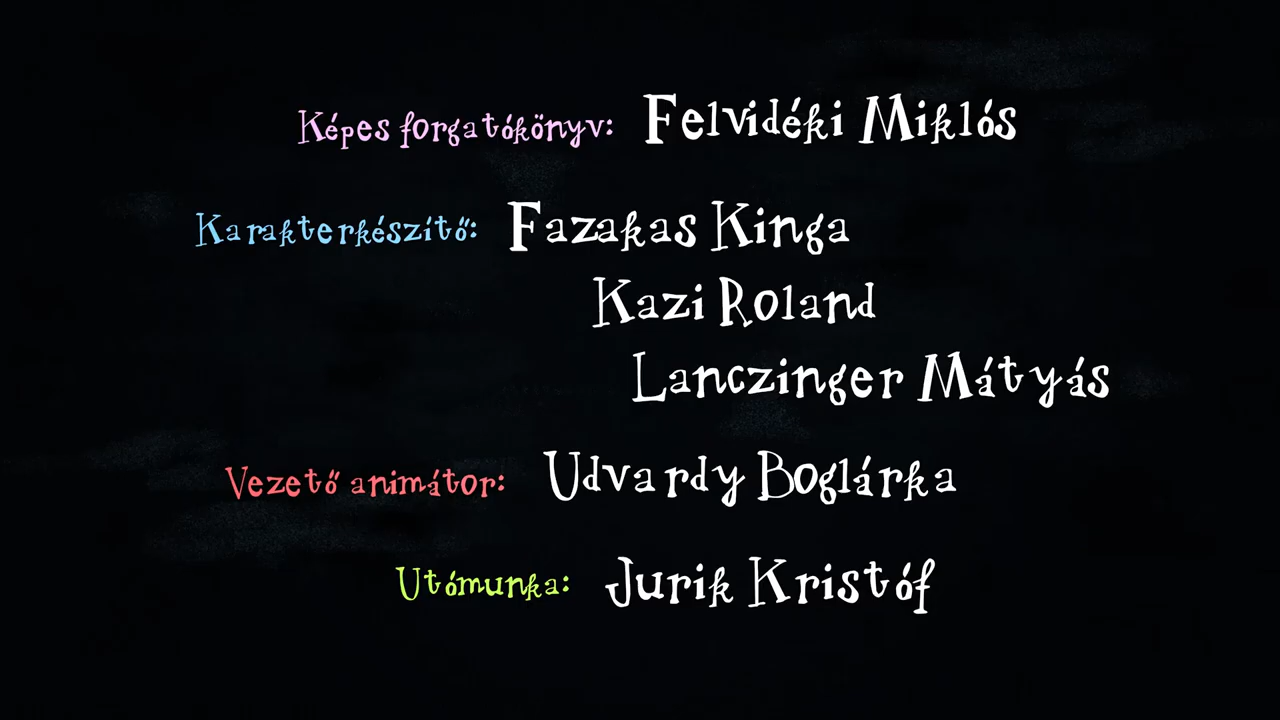 Képes forgatókönyv: Felvidéki Miklós
Karakterkészítő: Fazakas Kinga
Kazi Roland
Lanczinger Mátyás
Vezető animátor: Udvardy Boglárka
Utómunka: Jurik Kristóf